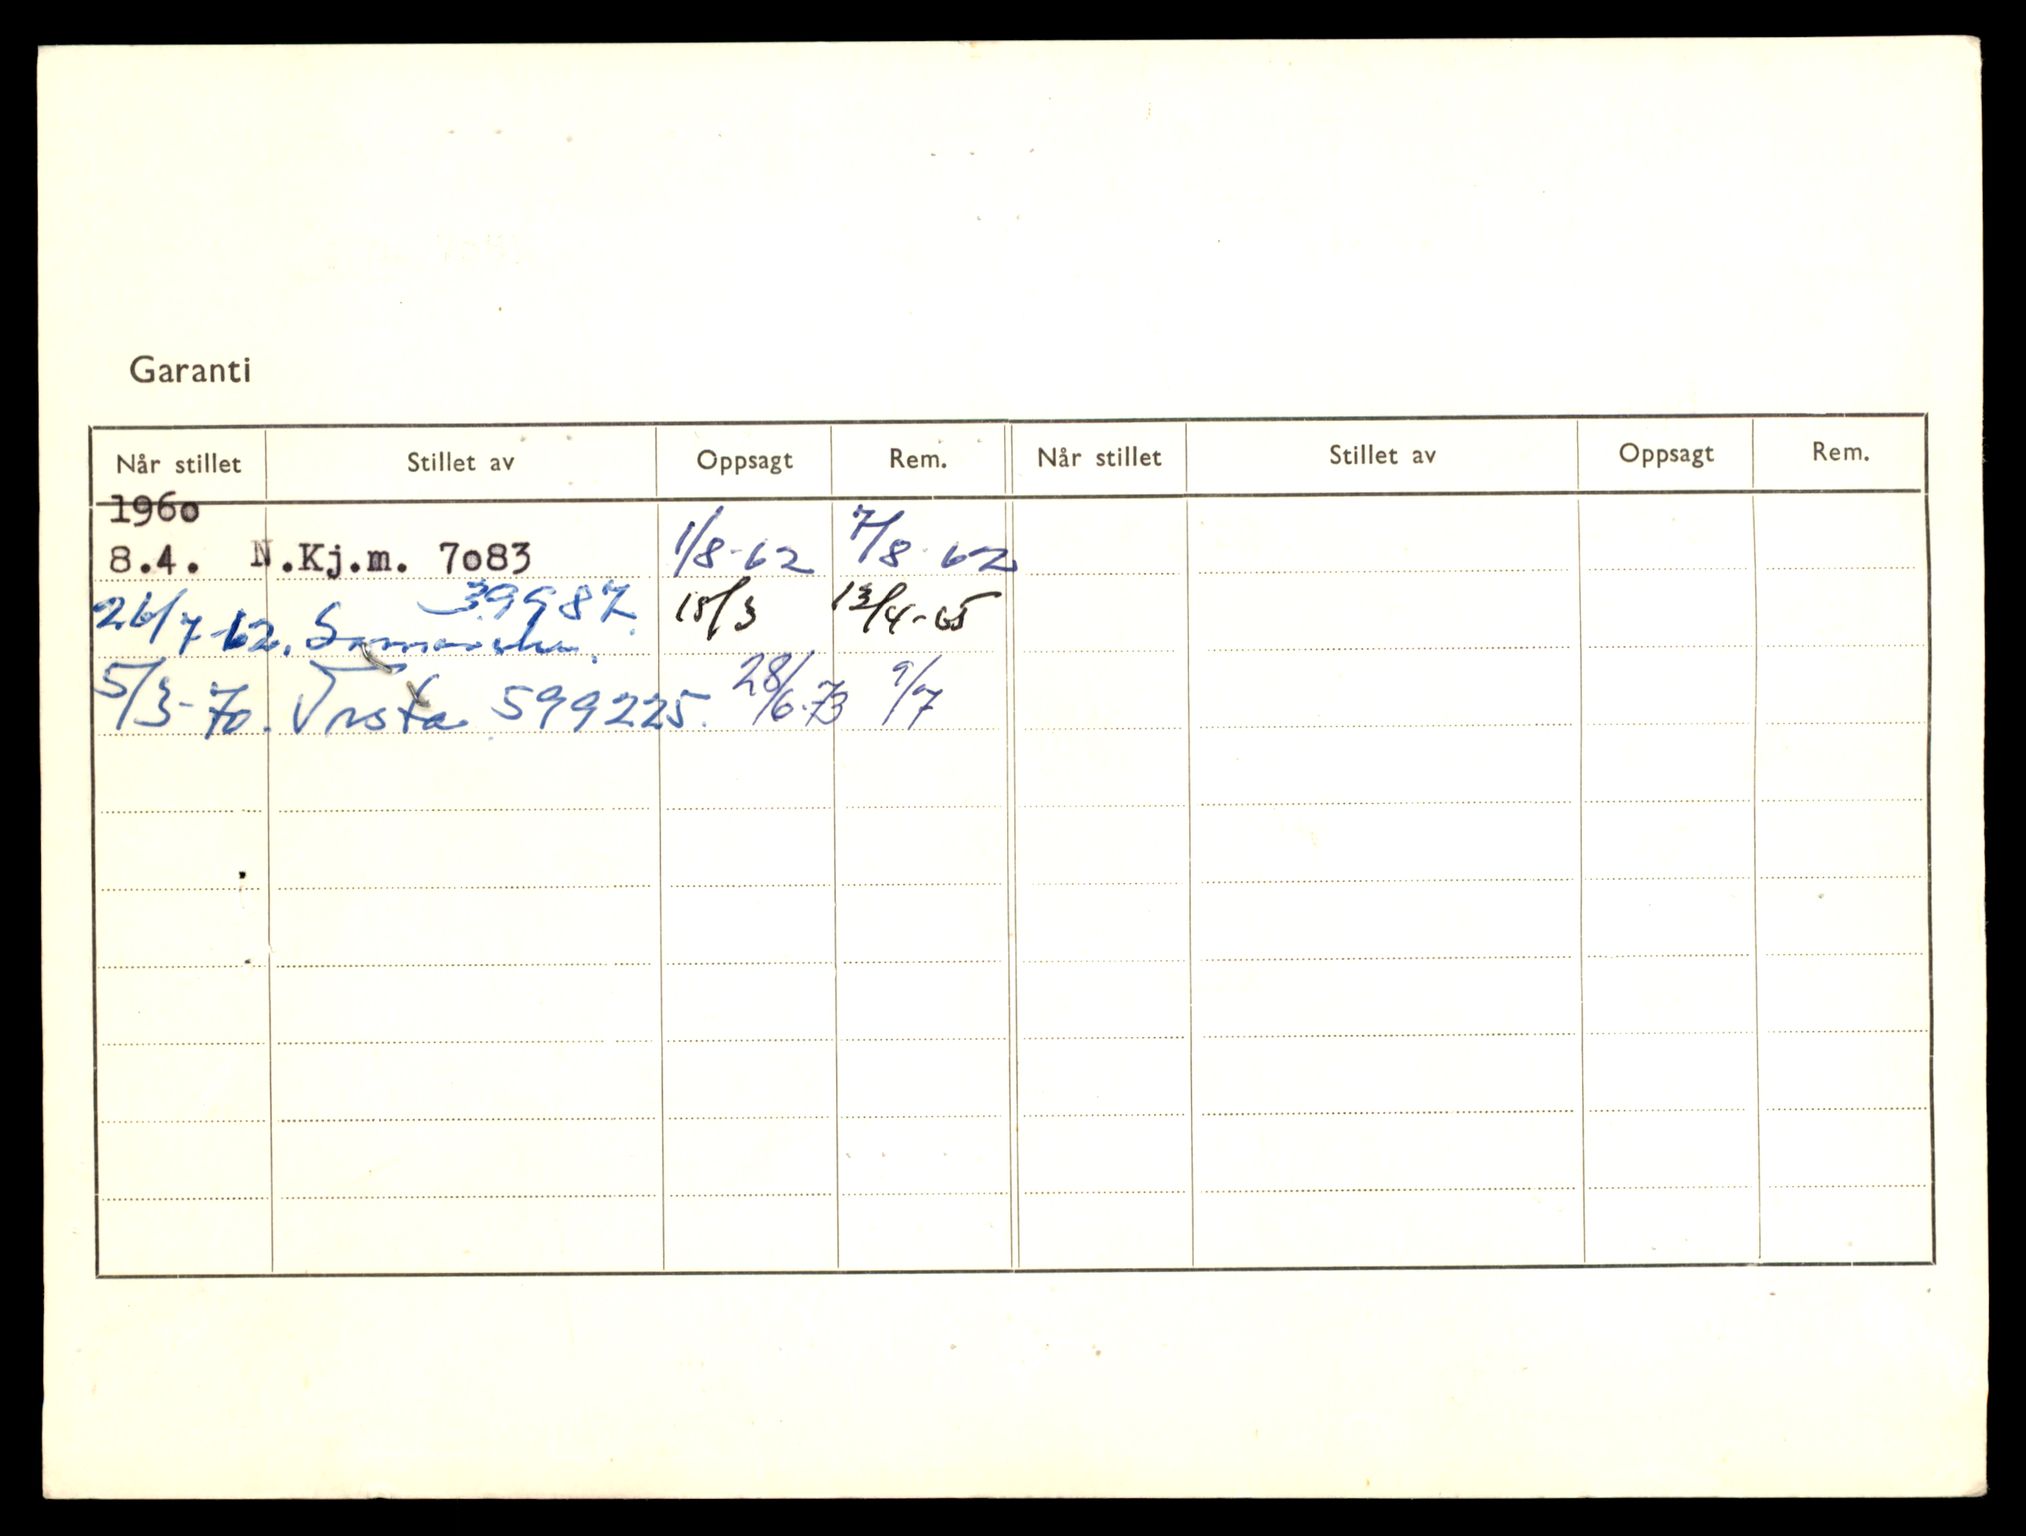 Garanti
Når stillet Stillet av Oppsagt Rem. Når stillet Stillet av Oppsagt Rem.
1960
8.4. N.Kj.m. 7o83 1/8-62 7/8-62
39987.
26/7-62. 15/3 13/4-65
5/3-70. Trsta 599225. 28/6-73 9/7